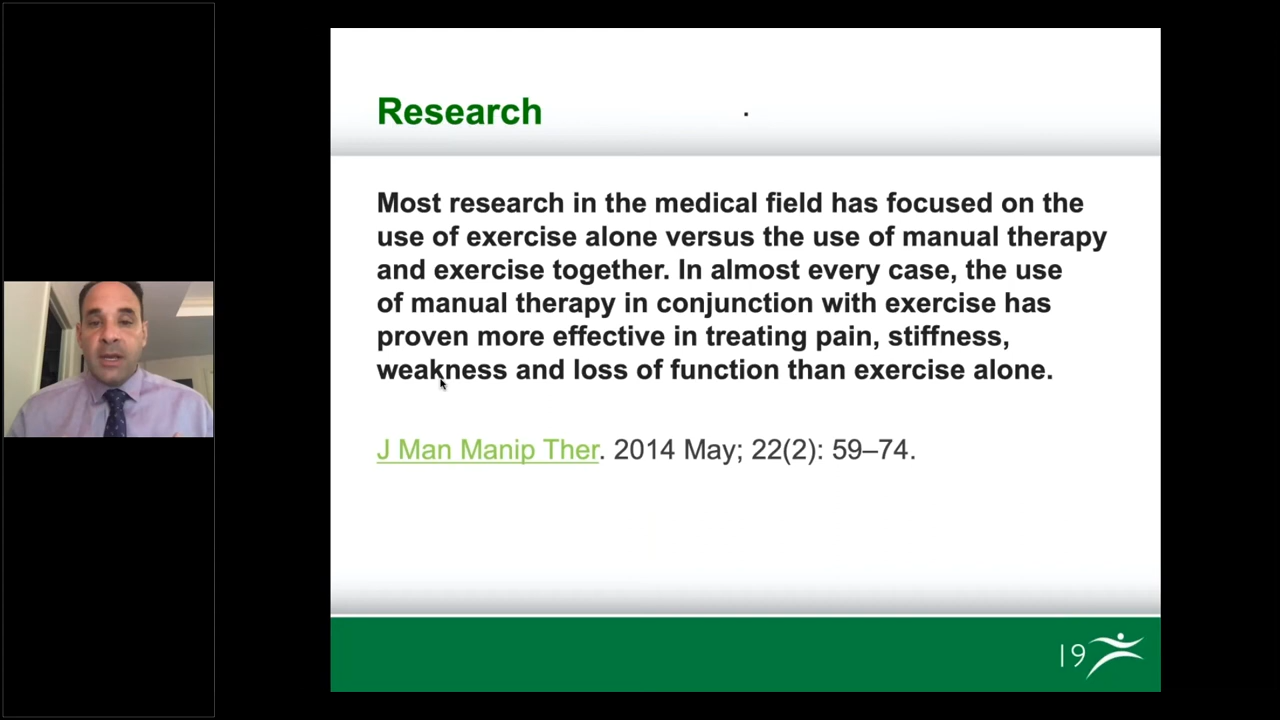 Research
Most research in the medical field has focused on the
use of exercise alone versus the use of manual therapy
and exercise together. In almost every case, the use
of manual therapy in conjunction with exercise has
proven more effective in treating pain, stiffness,
weakness and loss of function than exercise alone.
J Man Manip Ther. 2014 May; 22(2): 59–74.
19